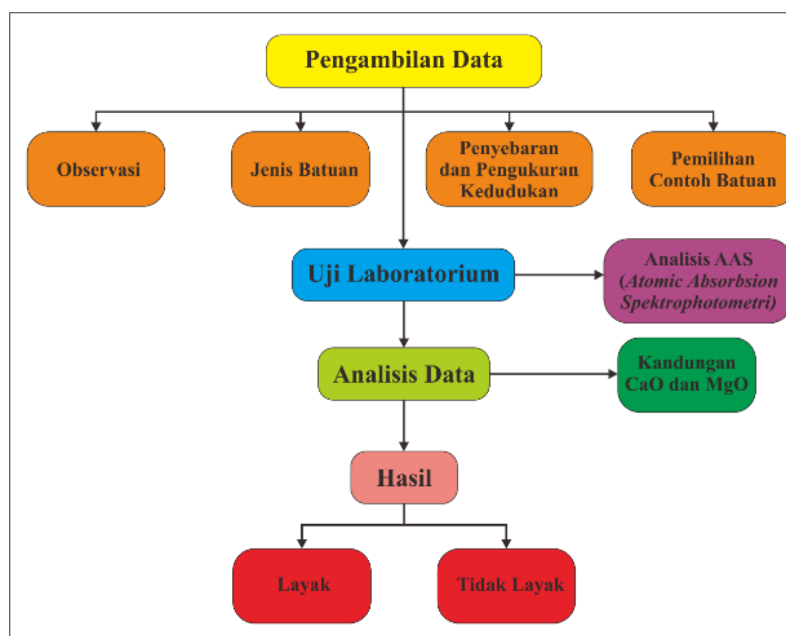 Pengambilan Data
Observasi
Jenis Batuan
Penyebaran
dan Pengukuran
Kedudukan
Pemilihan
Contoh Batuan
Uji Laboratorium
Analisis AAS
(Atomic Absorbsion
Spektrophotometri)
Analisis Data
Kandungan
CaO dan MgO
Hasil
Layak
Tidak Layak